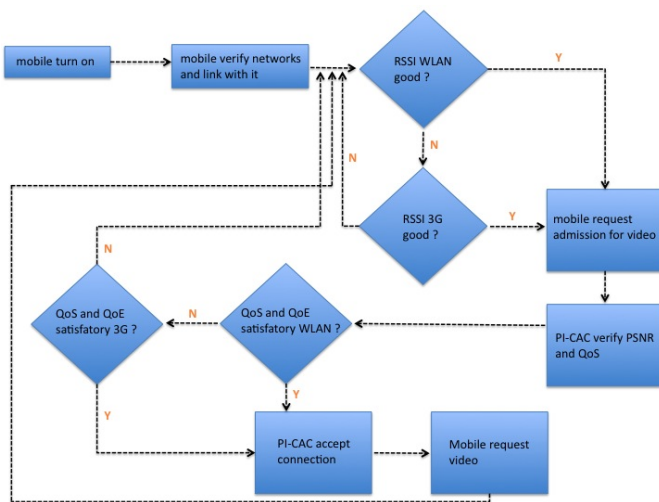 mobile turn on
mobile verify networks
and link with it
RSSI WLAN
good ?
Y
N
N
RSSI 3G
good ?
Y
mobile request
admission for video
N
QoS and QoE
satisfatory 3G ?
N
QoS and QoE
satisfatory WLAN ?
PI-CAC verify PSNR
and QoS
Y
Y
PI-CAC accept
connection
Mobile request
video